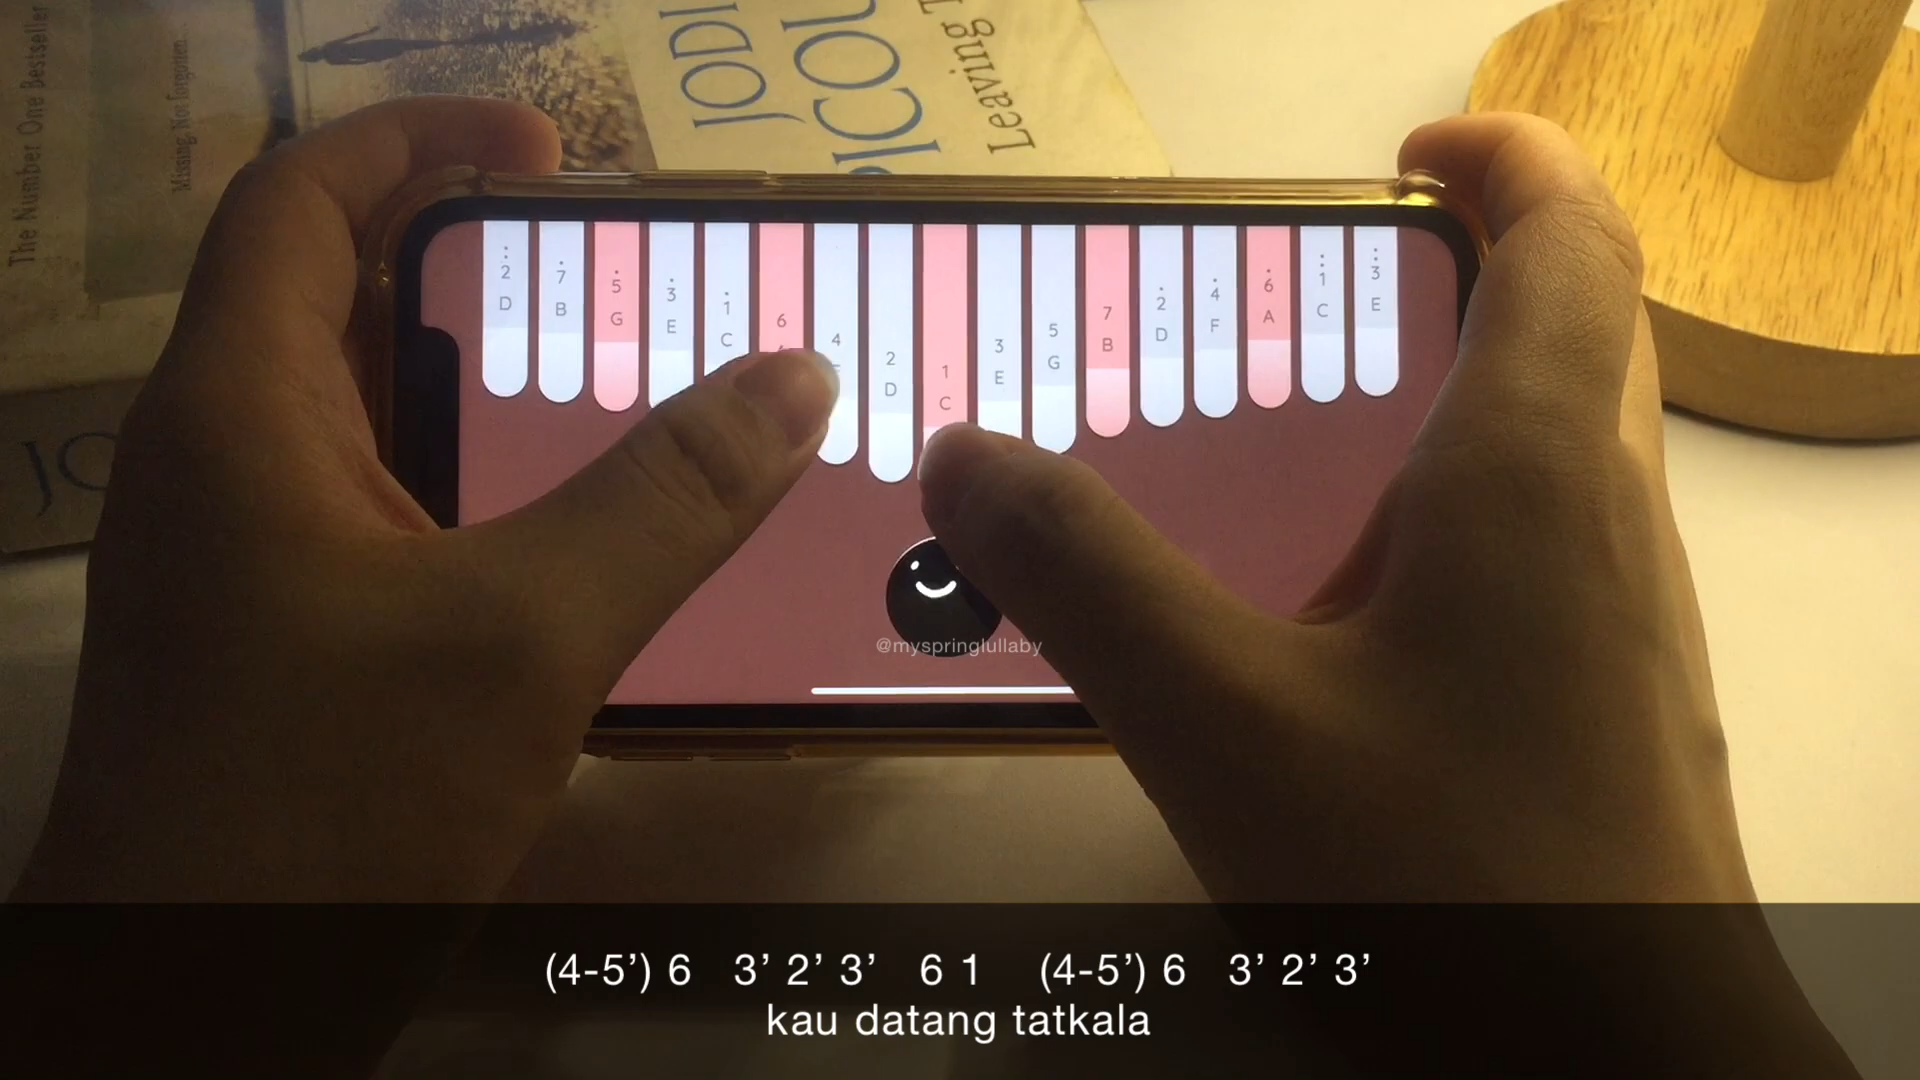 The Number One Bestseller
Missing. Not forgotten.
JODI
PICOU
Leaving
JO
2 D
7 B
5 G
3 E
1 C
6
4
2 D
1 C
3 E
5 G
7 B
2 D
4 F
6 A
1 C
3 E
@myspringlullaby
(4-5’) 6 3’ 2’ 3’ 6 1 (4-5’) 6 3’ 2’ 3’
kau datang tatkala